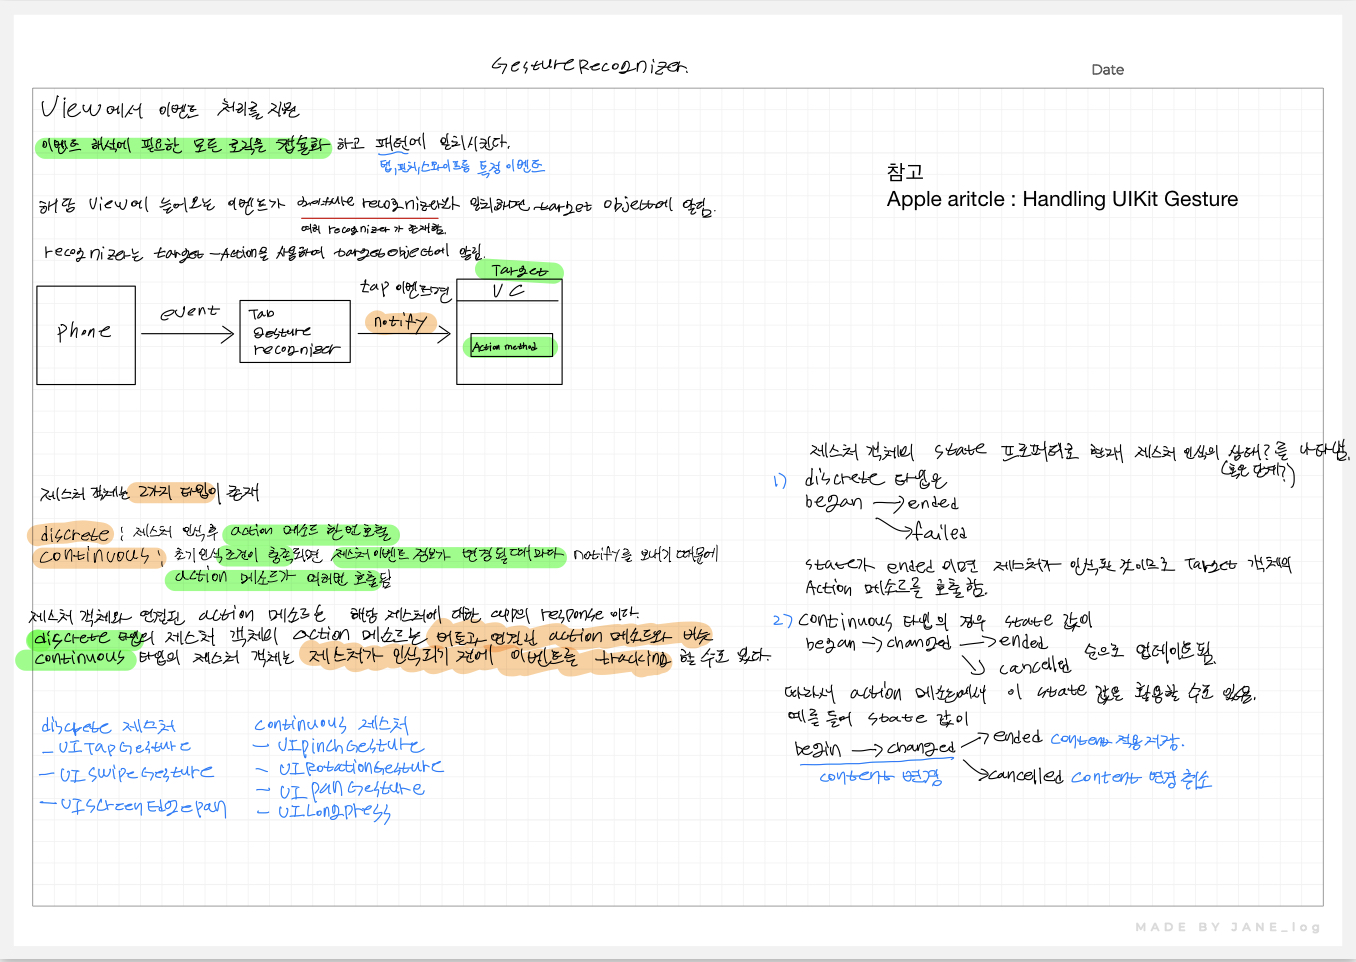 GestureRecognizer.
Date
View에서 이벤트 처리를 지원
이벤트 해석에 필요한 모든 로직을 캡슐화 하고 패턴에 일치시킨다.
탭, 핀치, 스와이프등 특정 이벤트
참고
Apple aritcle : Handling UIKit Gesture
해당 View에 들어오는 이벤트가 Gesture recognizer와 일치하면 target object에 알림.
여러 recognizer가 존재함.
recognizer는 target-Action을 사용하여 target object에 알림.
Target
phone
event
Tab
Gesture
recognizer
tap 이벤트면
notify
VC
Action method
제스처 객체의 state 프로퍼티로 현재 제스처 인식의 상태?를 나타냄.
(혹은 단계?)
1) discrete 타입은
began → ended
failed
state가 ended 이면 제스처가 인식된 것이므로 Target 객체의
Action 메소드를 호출함.
2) continuous 타입의 경우 state 값이
began → changed → ended
cancelled
순으로 업데이트됨.
따라서 action 메소드에서 이 state 값을 활용할 수도 있음.
예를 들어 state 값이
begin → changed → ended content 적용 저장.
content 변경
cancelled content 변경 취소
제스처 객체는 2가지 타입이 존재
discrete : 제스처 인식 후 action 메소드 한번 호출
continuous : 초기 인식 조건이 충족되면, 제스처 이벤트 정보가 변경될 때 마다 notify를 보내기 때문에
action 메소드가 여러번 호출됨
제스처 객체와 연결된 action 메소드는 해당 제스처에 대한 app의 response 이다.
discrete 타입의 제스처 객체의 action 메소드는 버튼과 연결된 action 메소드와 비슷
continuous 타입의 제스처 객체는 제스처가 인식되기 전에 이벤트를 tracking 할 수도 있다.
discrete 제스처
- UITapGesture
- UISwipeGesture
- UIScreenEdgepan
continuous 제스처
- UIpinchGesture
- UIRotationGesture
- UIpanGesture
- UILongpress
MADE BY JANE_log